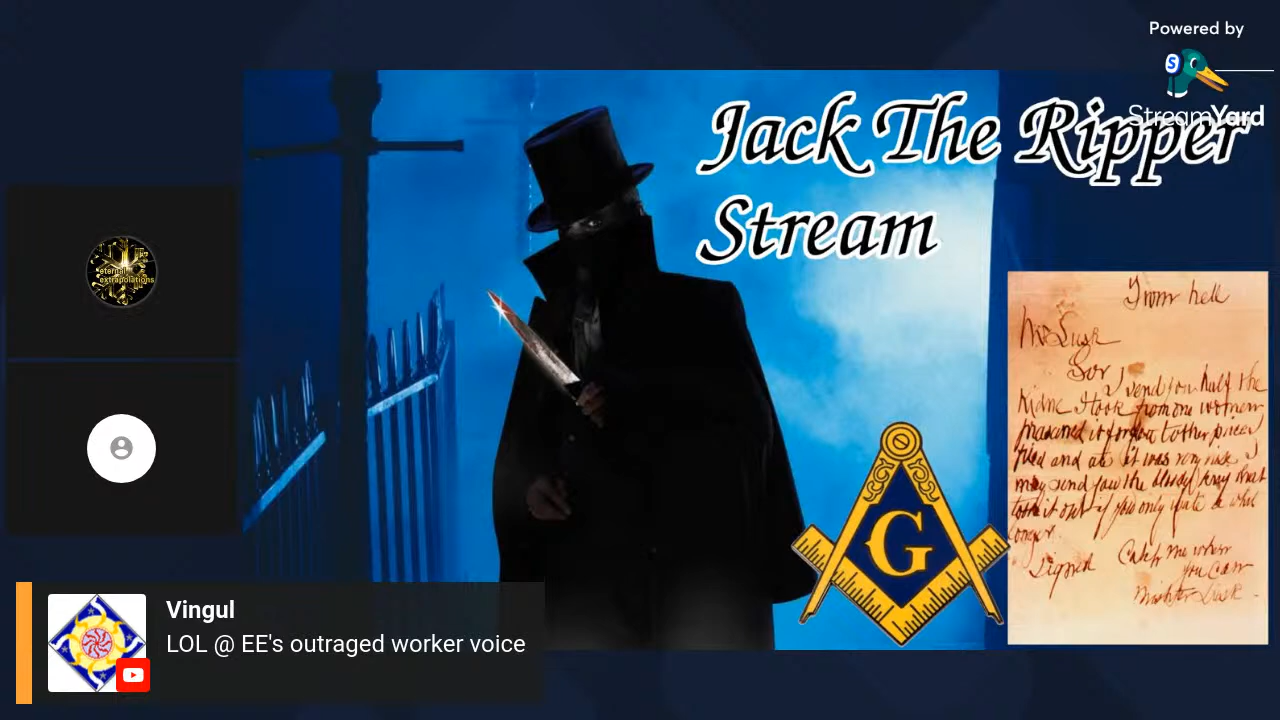 Powered by
StreamYard
Jack The Ripper
Stream
eternal
extrapolations
From hell
Mr Lusk
Sor
I send you half the
Kidne I took from one women
prasarved it for you tother piece I
fried and ate it was very nise I
may send you the bloody knif that
took it out if you only wate a whil
longer.
Signed
Catch me when
you Can
Mishter Lusk.
G
Vingul
LOL @ EE's outraged worker voice